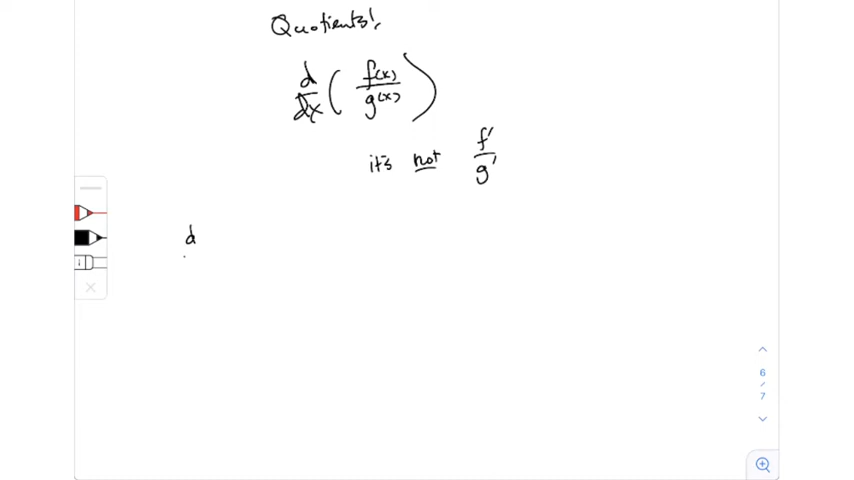 Quotients!
d/dx ( f(x)/g(x) )
it's not f'/g'
d
6
/
7